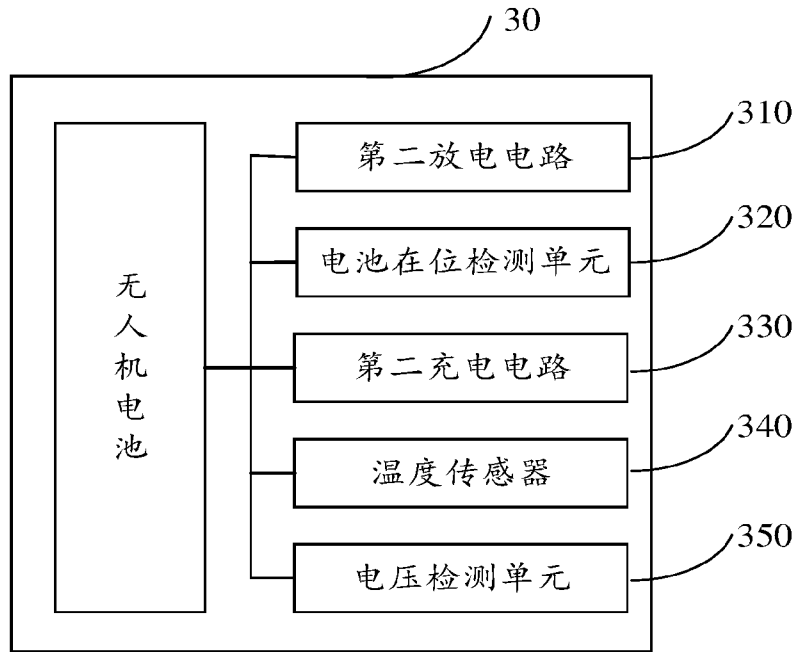 30
310
第二放电电路
320
电池在位检测单元
无人机电池
330
第二充电电路
340
温度传感器
350
电压检测单元